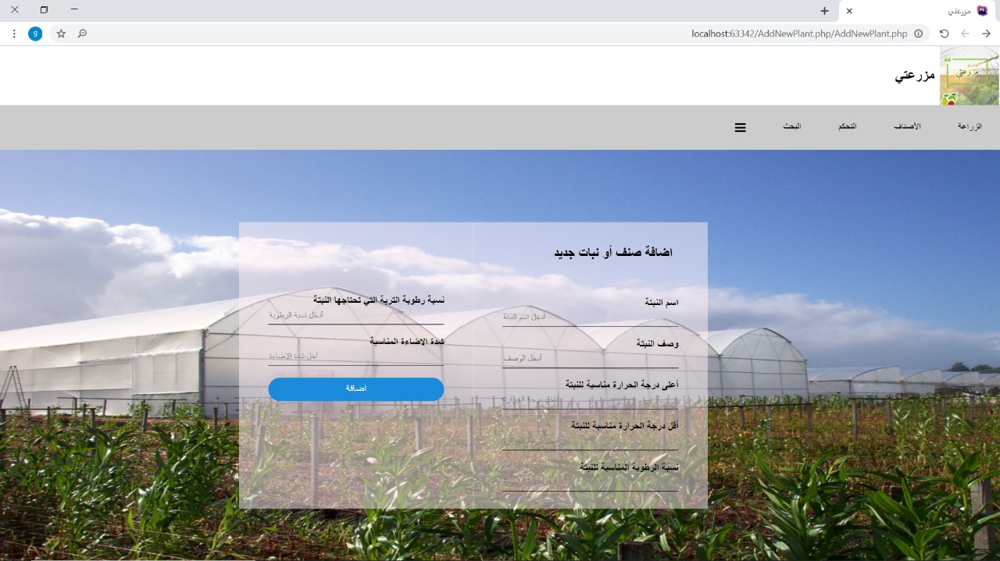 مزرعتي
localhost:63342/AddNewPlant.php/AddNewPlant.php
g
مزرعتي
مزرعتي
الزراعة
الأصناف
التحكم
البحث
اضافة صنف أو نبات جديد
اسم النبتة
أدخل اسم النبتة
وصف النبتة
أدخل الوصف
أعلى درجة الحرارة مناسبة للنبتة
أدخل درجة الحرارة
أقل درجة الحرارة مناسبة للنبتة
أدخل درجة الحرارة
نسبة الرطوبة المناسبة للنبتة
نسبة رطوبة التربة التي تحتاجها النبتة
أدخل نسبة الرطوبة
شدة الاضاءة المناسبة
أخل شدة الإضاءة
اضافة